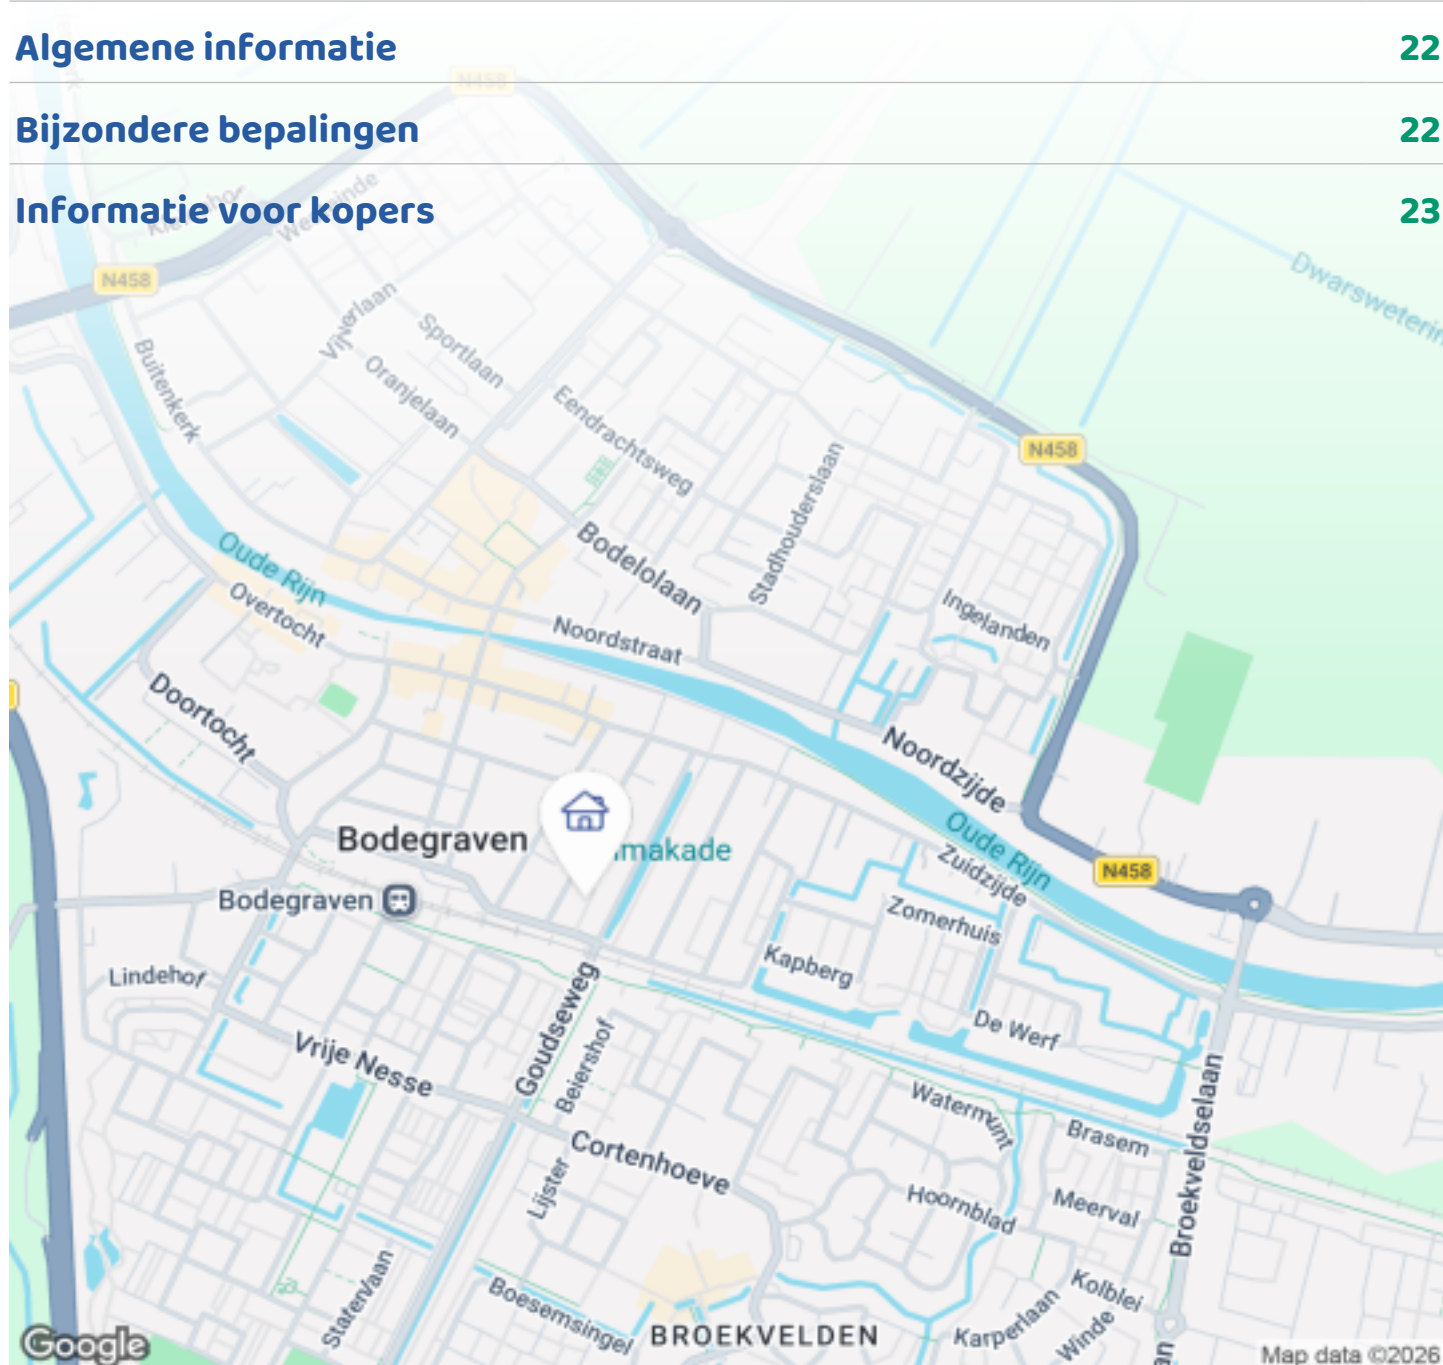 Algemene informatie 22
Bijzondere bepalingen 22
Informatie voor kopers 23
N458
Weideinde
N458
Dwarswetering
Vijverlaan
Sportlaan
Oranjelaan
Buitenkerk
Eendrachtsweg
N458
Stadhouderslaan
Bodelolaan
Oude Rijn
Overtocht
Noordstraat
Ingelanden
Doortocht
Noordzijde
Bodegraven
makade
Oude Rijn
Zuidzijde
N458
Bodegraven
Zomerhuis
Kapberg
Lindehof
Goudseweg
De Werf
Vrije Nesse
Beiershof
Watermunt
Brasem
Broekveldselaan
Cortenhoeve
Lijster
Hoornblad
Meerval
Statenlaan
Boesemsingel
Kolblei
Karperlaan
Winde
BROEKVELDEN
an
Google
Map data ©2026